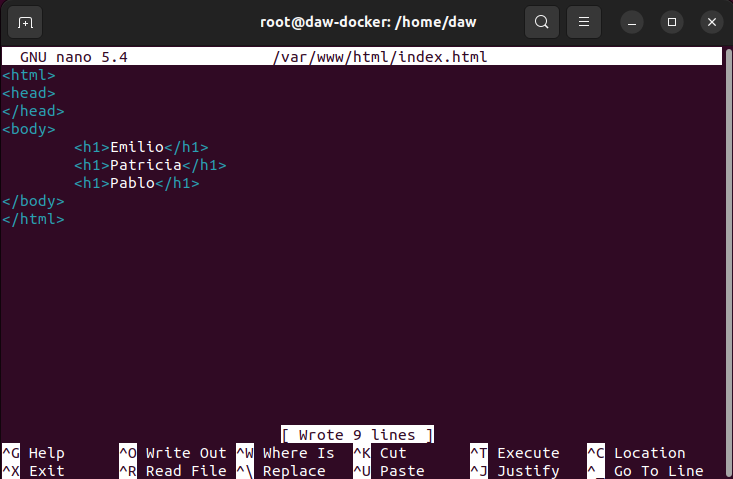 root@daw-docker: /home/daw
GNU nano 5.4 /var/www/html/index.html
<html>
<head>
</head>
<body>
<h1>Emilio</h1>
<h1>Patricia</h1>
<h1>Pablo</h1>
</body>
</html>
[ Wrote 9 lines ]
^G Help ^O Write Out ^W Where Is ^K Cut ^T Execute ^C Location
^X Exit ^R Read File ^\ Replace ^U Paste ^J Justify ^_ Go To Line